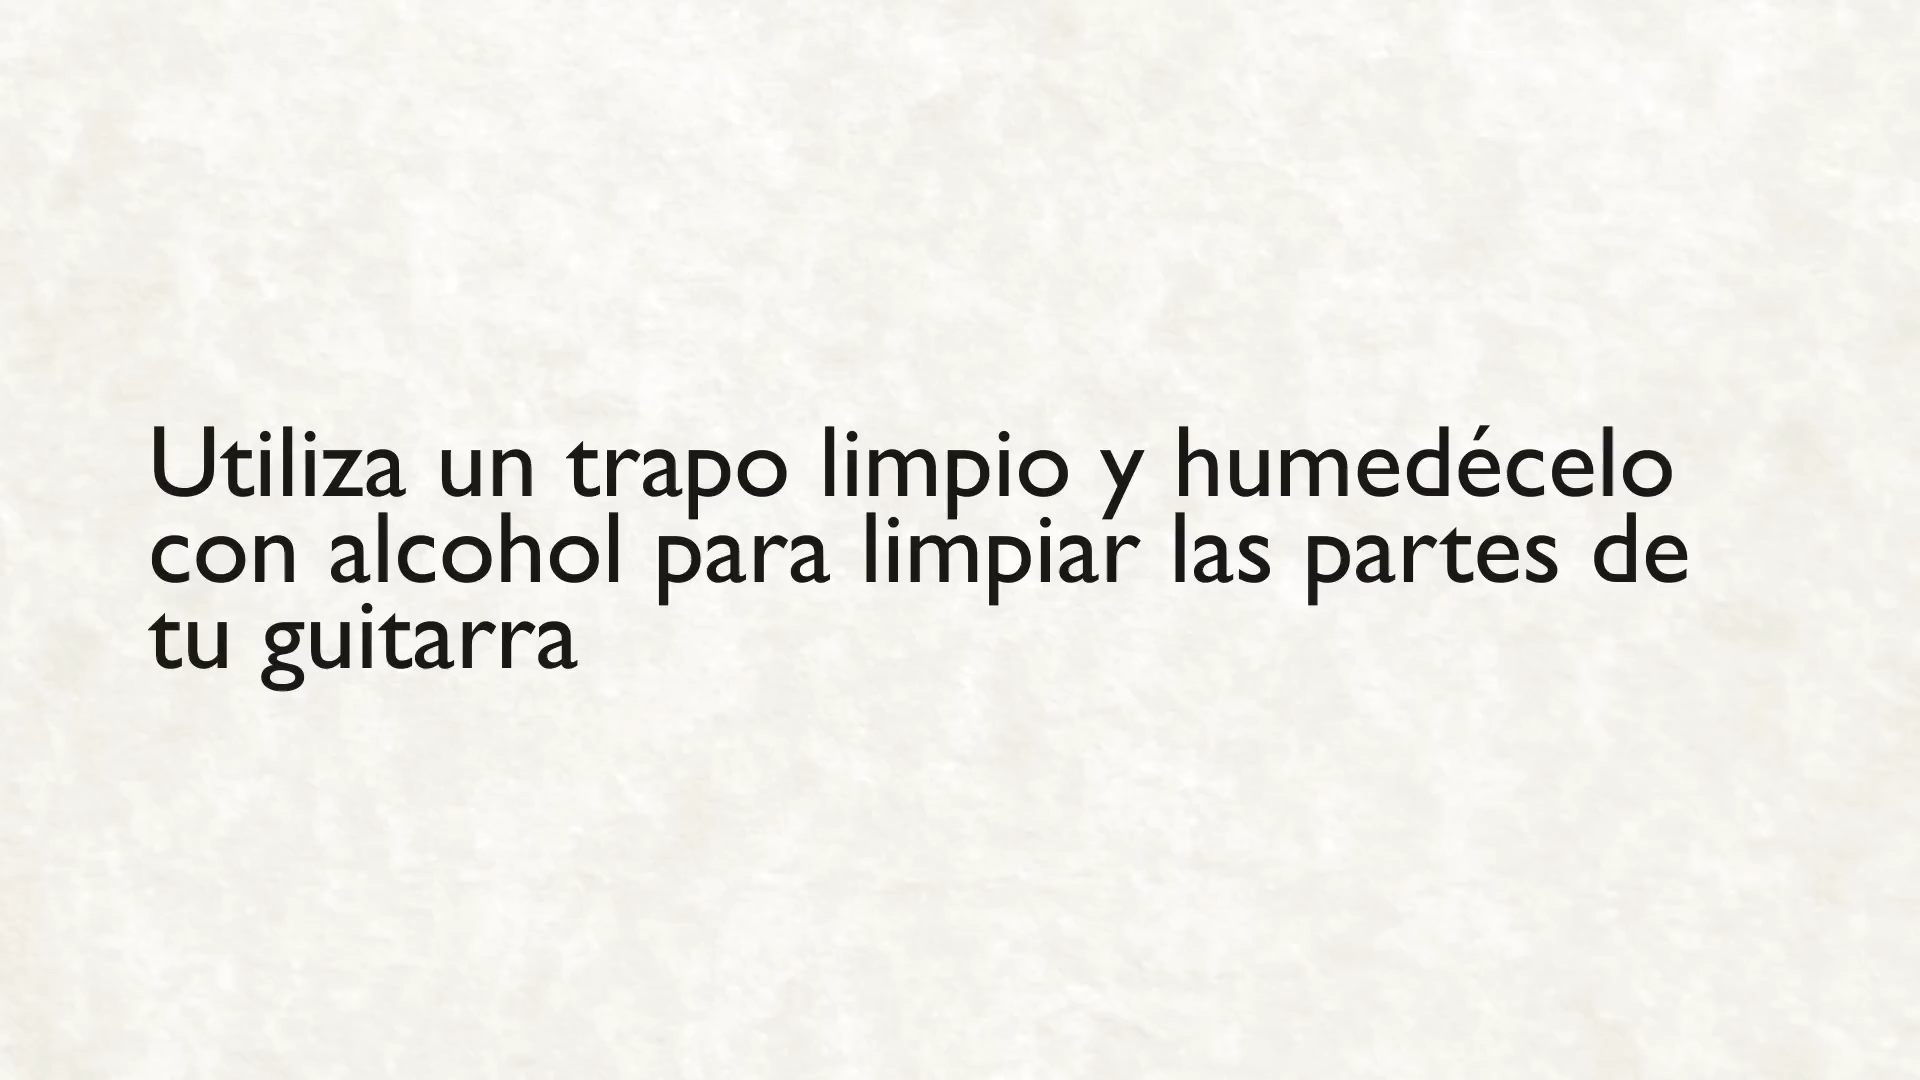 Utiliza un trapo limpio y humedécelo
con alcohol para limpiar las partes de
tu guitarra